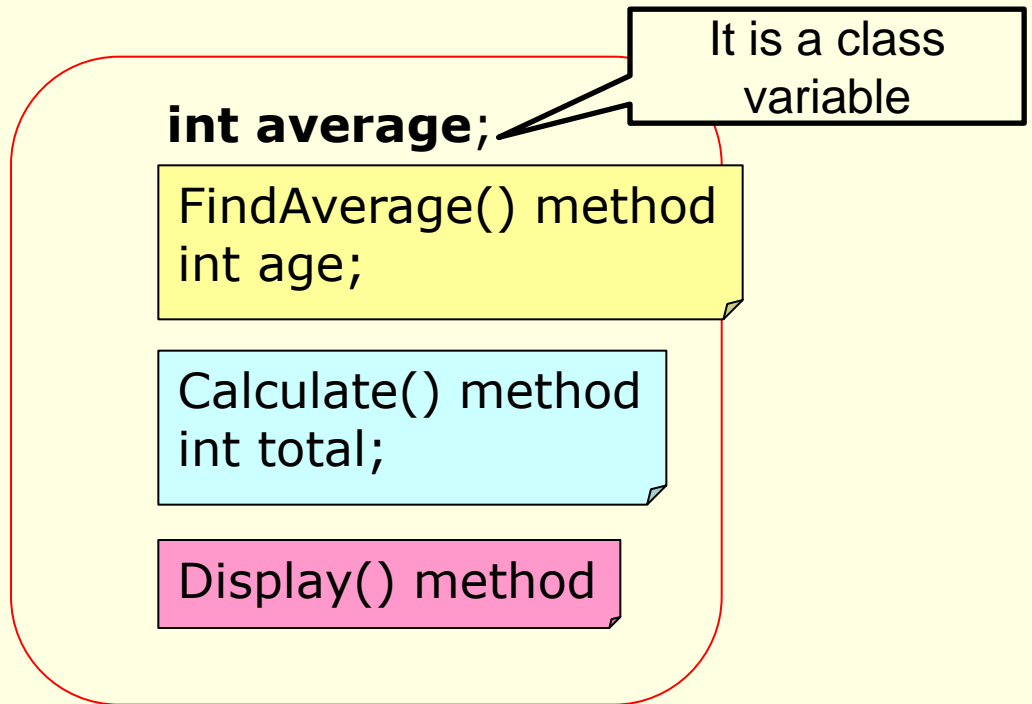 It is a class
variable
int average;
FindAverage() method
int age;
Calculate() method
int total;
Display() method